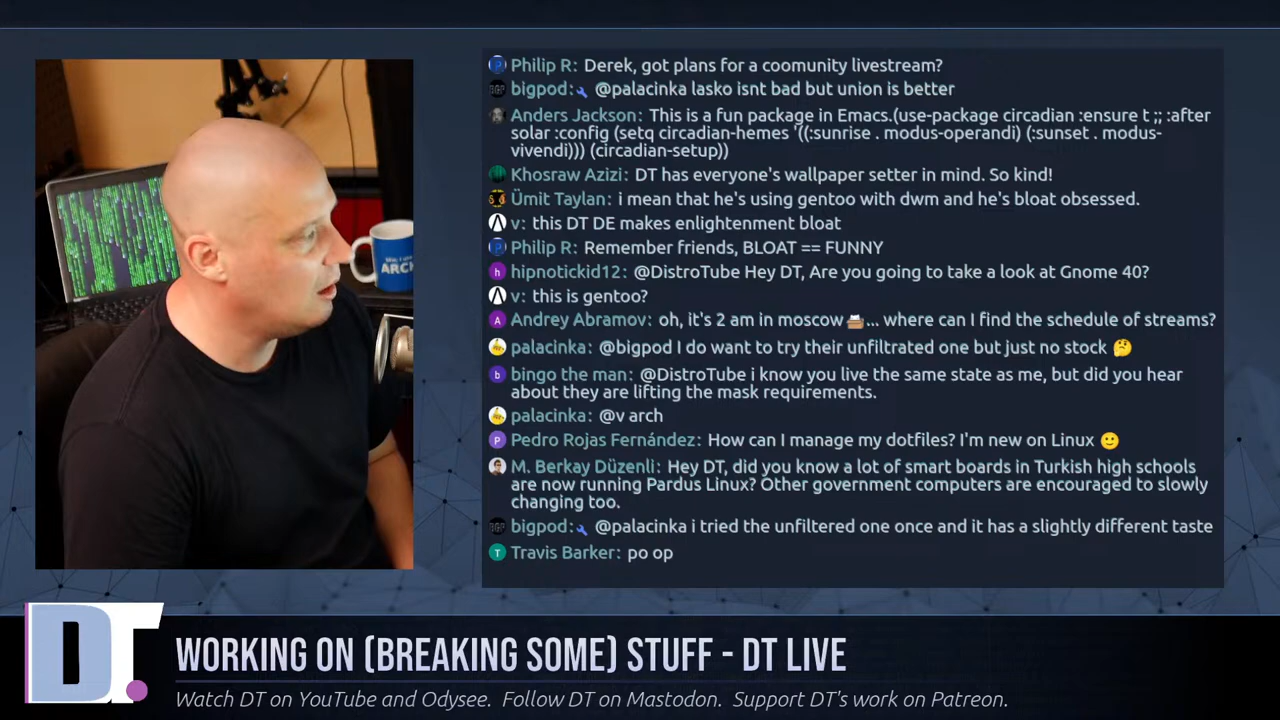 Philip R: Derek, got plans for a coomunity livestream?
bigpod: @palacinka lasko isnt bad but union is better
Anders Jackson: This is a fun package in Emacs.(use-package circadian :ensure t ;; :after
solar :config (setq circadian-hemes '((:sunrise . modus-operandi) (:sunset . modus-
vivendi))) (circadian-setup))
Khosraw Azizi: DT has everyone's wallpaper setter in mind. So kind!
Ümit Taylan: i mean that he's using gentoo with dwm and he's bloat obsessed.
v: this DT DE makes enlightenment bloat
Philip R: Remember friends, BLOAT == FUNNY
hipnotickid12: @DistroTube Hey DT, Are you going to take a look at Gnome 40?
v: this is gentoo?
Andrey Abramov: oh, it's 2 am in moscow ... where can I find the schedule of streams?
palacinka: @bigpod I do want to try their unfiltrated one but just no stock 🤔
bingo the man: @DistroTube i know you live the same state as me, but did you hear
about they are lifting the mask requirements.
palacinka: @v arch
Pedro Rojas Fernández: How can I manage my dotfiles? I'm new on Linux 🙂
M. Berkay Düzenli: Hey DT, did you know a lot of smart boards in Turkish high schools
are now running Pardus Linux? Other government computers are encouraged to slowly
changing too.
bigpod: @palacinka i tried the unfiltered one once and it has a slightly different taste
Travis Barker: po op
ARCH
DT.
WORKING ON (BREAKING SOME) STUFF - DT LIVE
Watch DT on YouTube and Odysee. Follow DT on Mastodon. Support DT's work on Patreon.